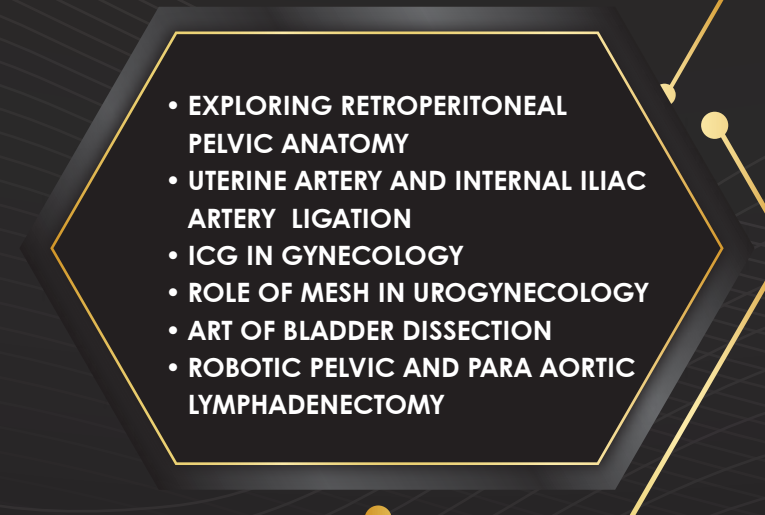 • EXPLORING RETROPERITONEAL
PELVIC ANATOMY
• UTERINE ARTERY AND INTERNAL ILIAC
ARTERY  LIGATION
• ICG IN GYNECOLOGY
• ROLE OF MESH IN UROGYNECOLOGY
• ART OF BLADDER DISSECTION
• ROBOTIC PELVIC AND PARA AORTIC
LYMPHADENECTOMY